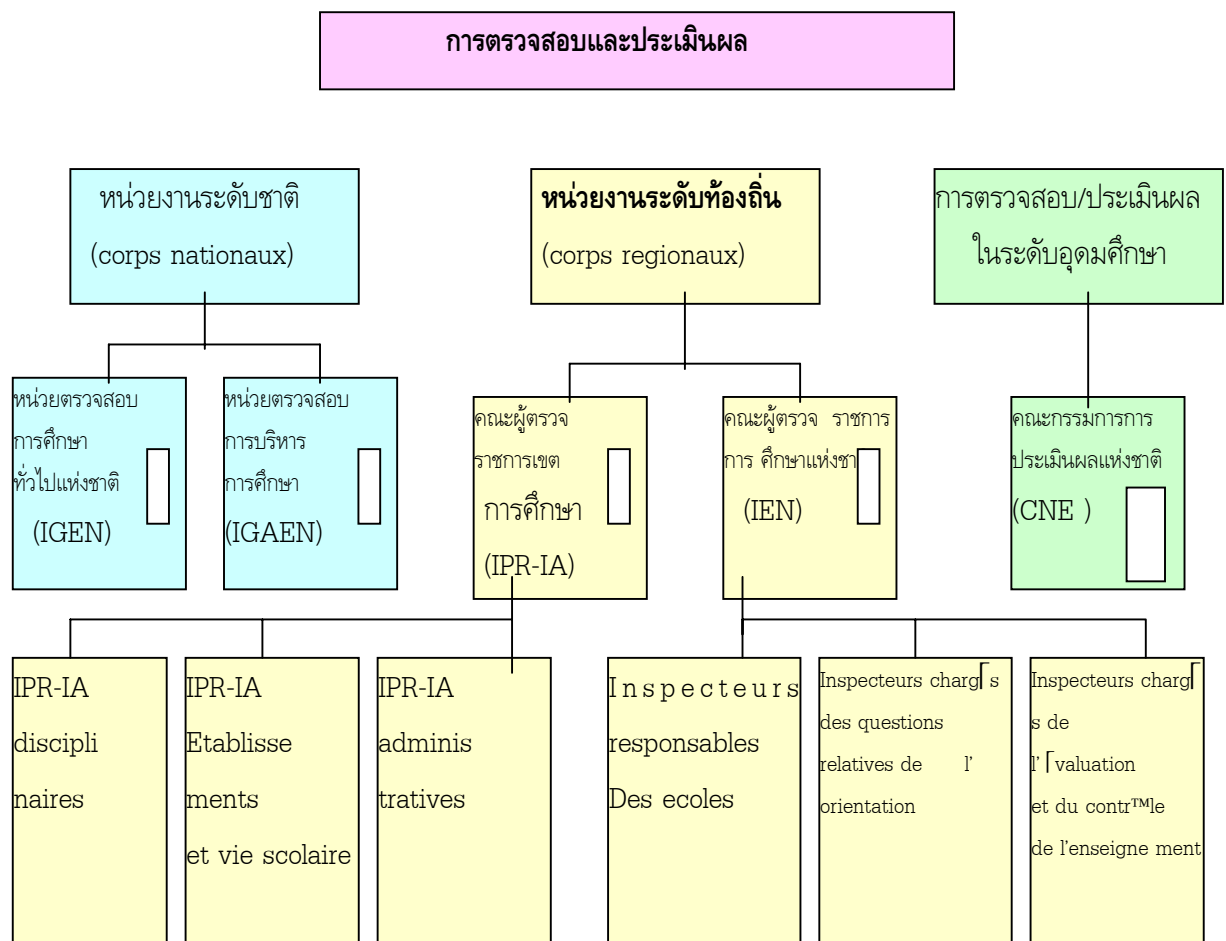 การตรวจสอบและประเมินผล
หน่วยงานระดับชาติ
(corps nationaux)
หน่วยงานระดับท้องถิ่น
(corps regionaux)
การตรวจสอบ/ประเมินผล
ในระดับอุดมศึกษา
หน่วยตรวจสอบ
การศึกษา
ทั่วไปแห่งชาติ
(IGEN)
หน่วยตรวจสอบ
การบริหาร
การศึกษา
(IGAEN)
คณะผู้ตรวจ
ราชการเขต
การศึกษา
(IPR-IA)
คณะผู้ตรวจ ราชการ
การ ศึกษาแห่งชา
(IEN)
คณะกรรมการการ
ประเมินผลแห่งชาติ
(CNE )
IPR-IA
discipli
naires
IPR-IA
Etablisse
ments
et vie scolaire
IPR-IA
adminis
tratives
Inspecteurs
responsables
Des ecoles
Inspecteurs charg⎡s
des questions
relatives de l'
orientation
Inspecteurs charg⎡
s de
l'⎡valuation
et du contr™le
de l'enseigne ment